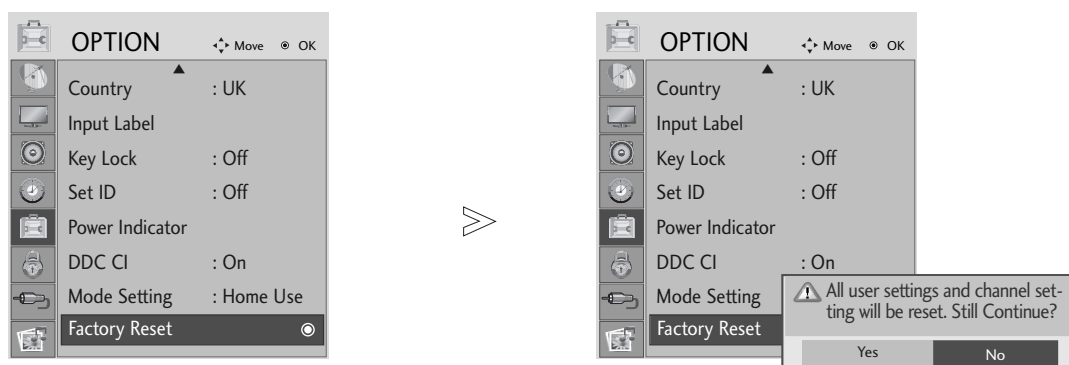 OPTION Move OK
Country : UK
Input Label
Key Lock : Off
Set ID : Off
Power Indicator
DDC CI : On
Mode Setting : Home Use
Factory Reset
OPTION Move OK
Country : UK
Input Label
Key Lock : Off
Set ID : Off
Power Indicator
DDC CI : On
Mode Setting
Factory Reset
All user settings and channel set-
ting will be reset. Still Continue?
Yes No